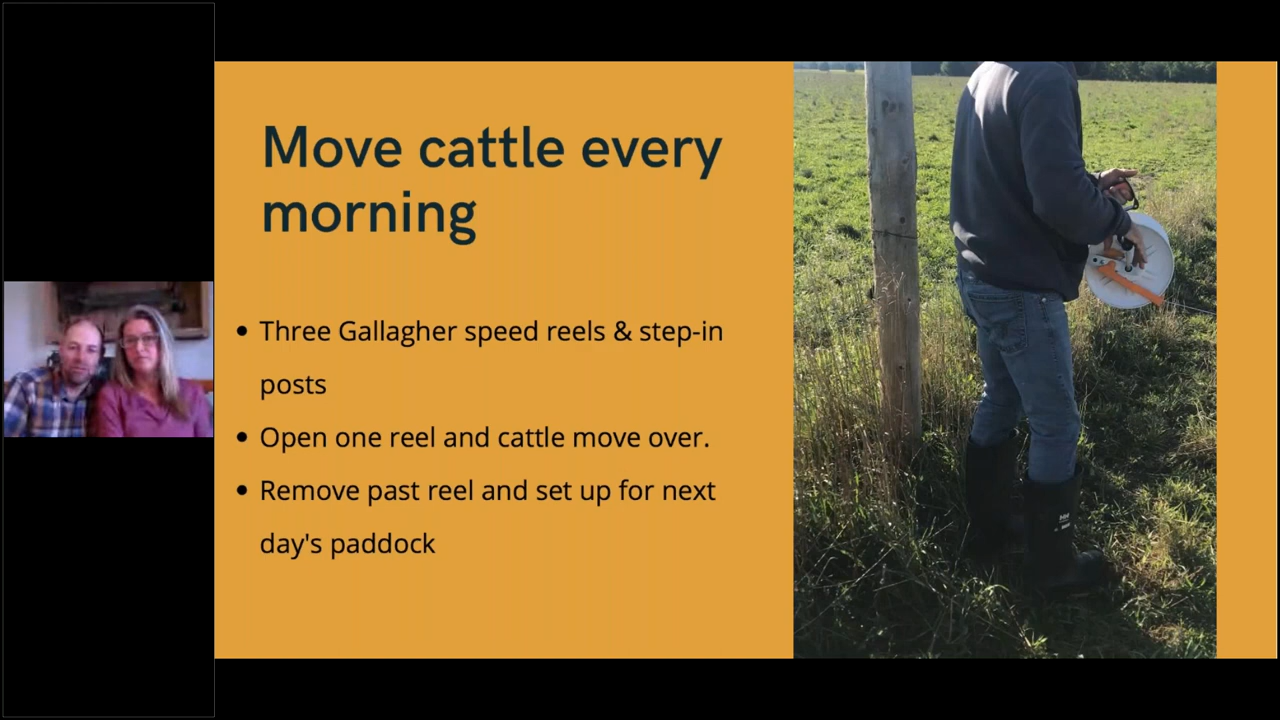 Move cattle every
morning
Three Gallagher speed reels & step-in
posts
Open one reel and cattle move over.
Remove past reel and set up for next
day's paddock